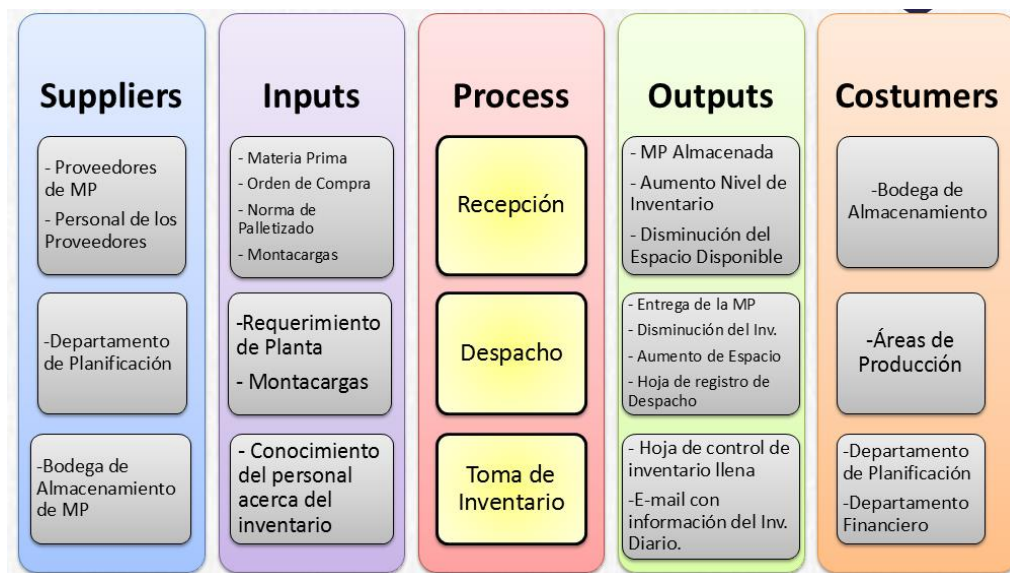 Suppliers
- Proveedores
de MP
- Personal de los
Proveedores
-Departamento
de Planificación
-Bodega de
Almacenamiento
de MP
Inputs
- Materia Prima
- Orden de Compra
- Norma de
Palletizado
- Montacargas
-Requerimiento
de Planta
- Montacargas
- Conocimiento
del personal
acerca del
inventario
Process
Recepción
Despacho
Toma de
Inventario
Outputs
- MP Almacenada
- Aumento Nivel de
Inventario
- Disminución del
Espacio Disponible
- Entrega de la MP
- Disminución del Inv.
- Aumento de Espacio
- Hoja de registro de
Despacho
- Hoja de control de
inventario llena
-E-mail con
información del Inv.
Diario.
Costumers
-Bodega de
Almacenamiento
-Áreas de
Producción
-Departamento
de Planificación
-Departamento
Financiero